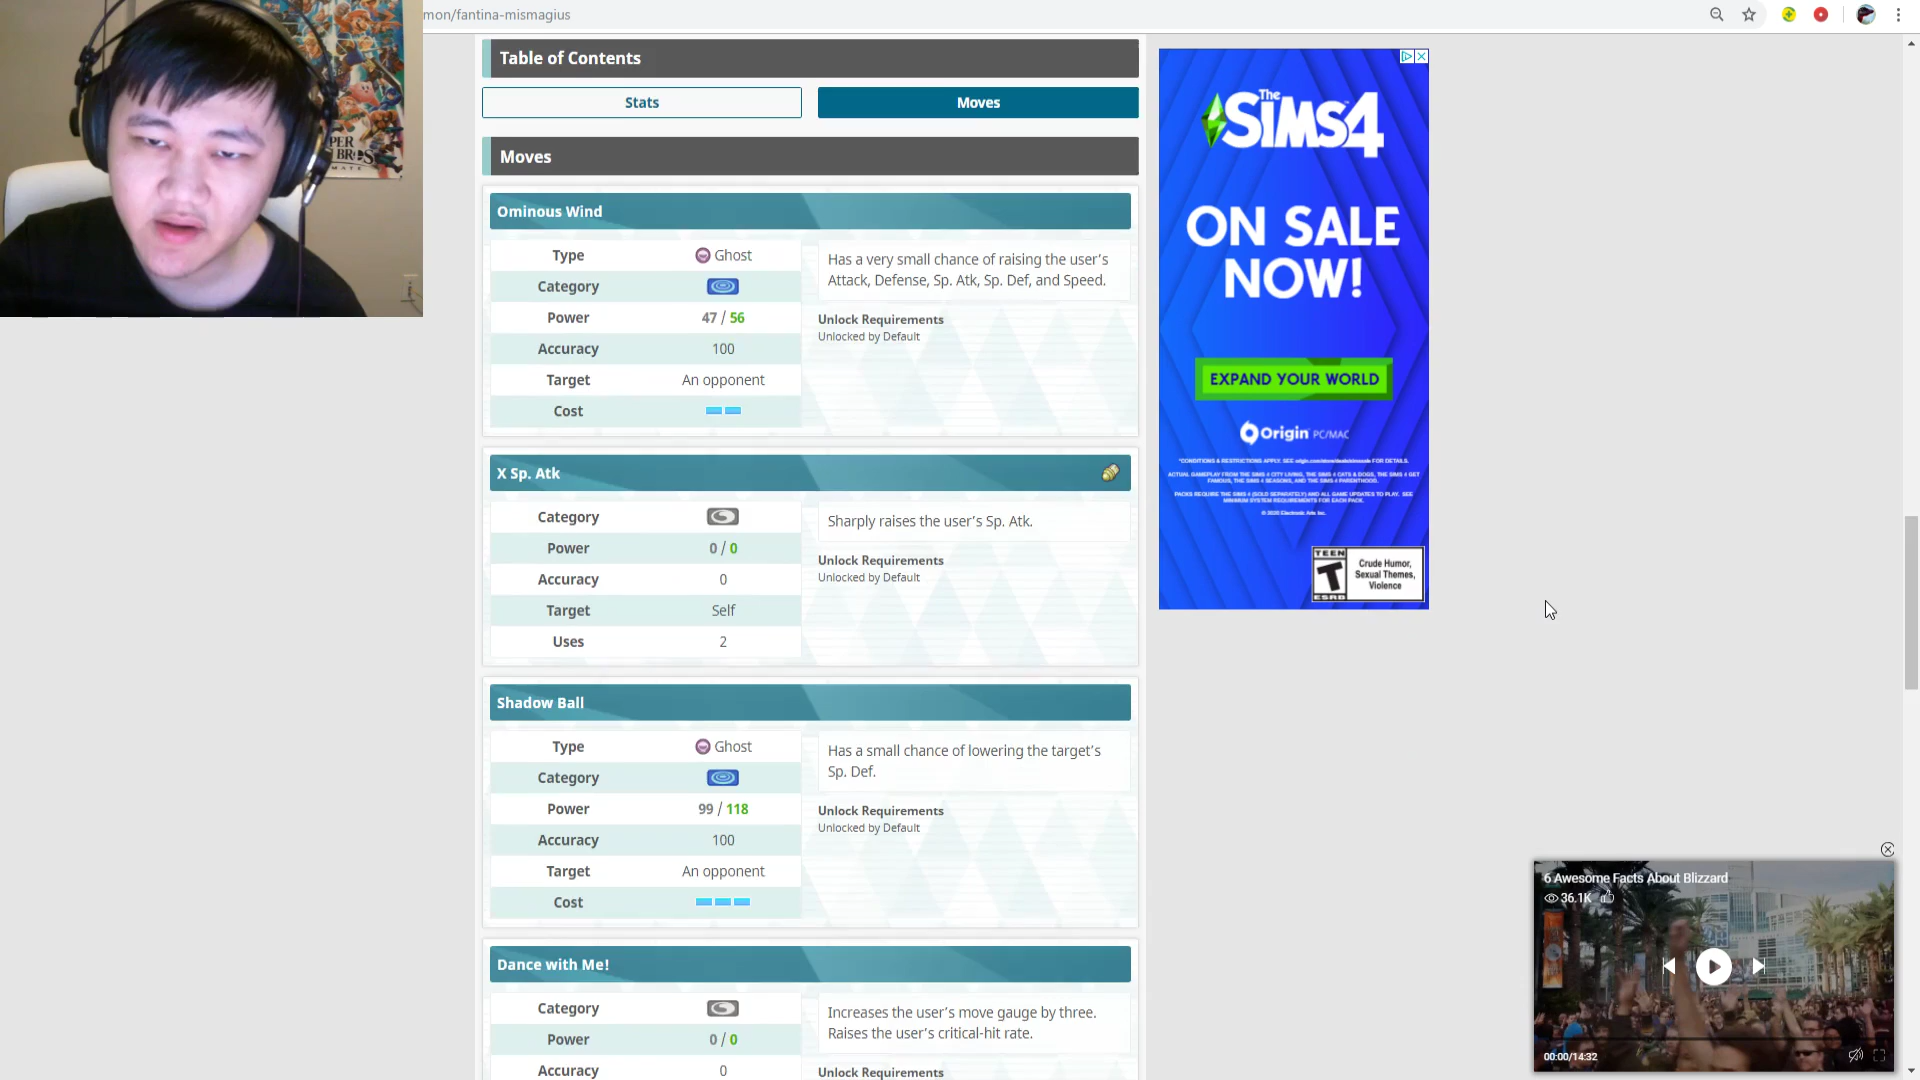 mon/fantina-mismagius
PER
BROS
MATE
Table of Contents
Stats
Moves
Moves
Ominous Wind
Type Ghost
Category
Power 47 / 56
Accuracy 100
Target An opponent
Cost
Has a very small chance of raising the user's
Attack, Defense, Sp. Atk, Sp. Def, and Speed.
Unlock Requirements
Unlocked by Default
X Sp. Atk
Category
Power 0 / 0
Accuracy 0
Target Self
Uses 2
Sharply raises the user's Sp. Atk.
Unlock Requirements
Unlocked by Default
Shadow Ball
Type Ghost
Category
Power 99 / 118
Accuracy 100
Target An opponent
Cost
Has a small chance of lowering the target's
Sp. Def.
Unlock Requirements
Unlocked by Default
Dance with Me!
Category
Power 0 / 0
Accuracy 0
Increases the user's move gauge by three.
Raises the user's critical-hit rate.
Unlock Requirements
The
SiMS4
ON SALE
NOW!
EXPAND YOUR WORLD
Origin PC/MAC
TEEN
T
ESRB
Crude Humor,
Sexual Themes,
Violence
6 Awesome Facts About Blizzard
36.1K
00:00/14:32